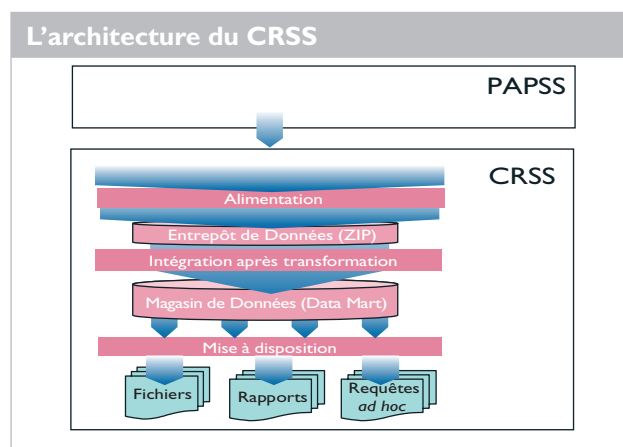 L'architecture du CRSS
PAPSS
CRSS
Alimentation
Entrepôt de Données (ZIP)
Intégration après transformation
Magasin de Données (Data Mart)
Mise à disposition
Fichiers
Rapports
Requêtes
ad hoc